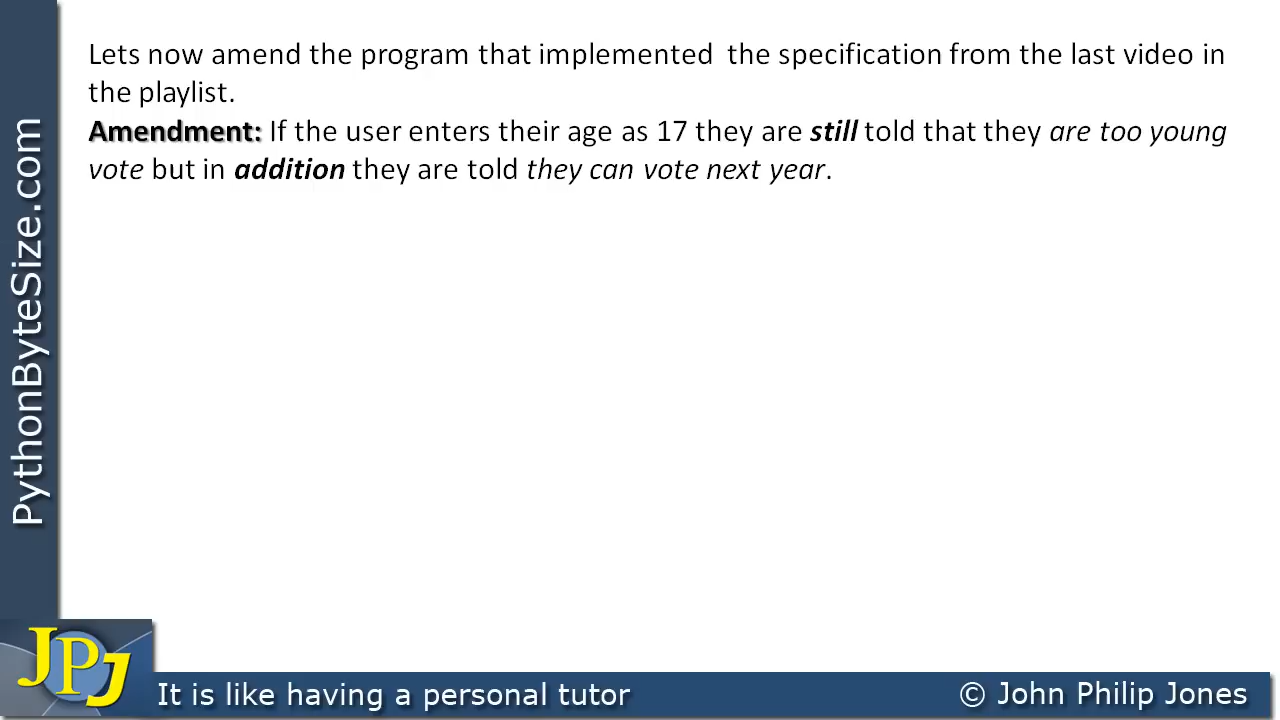 Lets now amend the program that implemented  the specification from the last video in
the playlist.
Amendment: If the user enters their age as 17 they are still told that they are too young
vote but in addition they are told they can vote next year.
PythonByteSize.com
JPJ
It is like having a personal tutor
© John Philip Jones